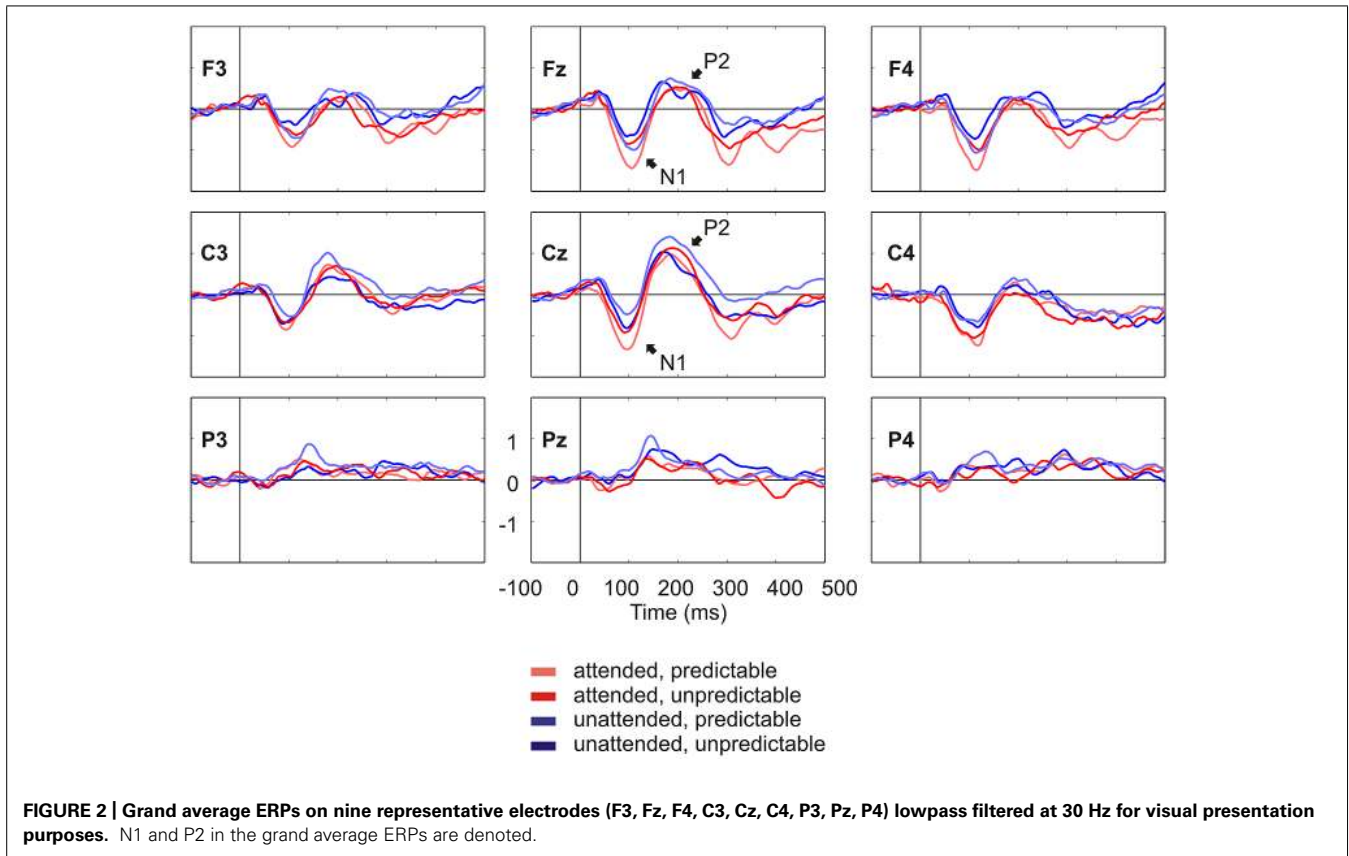 F3 Fz P2 F4
N1
C3 Cz P2 C4
N1
P3 Pz P4
1
0
-1
-100 0 100 200 300 400 500
Time (ms)
attended, predictable
attended, unpredictable
unattended, predictable
unattended, unpredictable
FIGURE 2 | Grand average ERPs on nine representative electrodes (F3, Fz, F4, C3, Cz, C4, P3, Pz, P4) lowpass filtered at 30 Hz for visual presentation
purposes. N1 and P2 in the grand average ERPs are denoted.